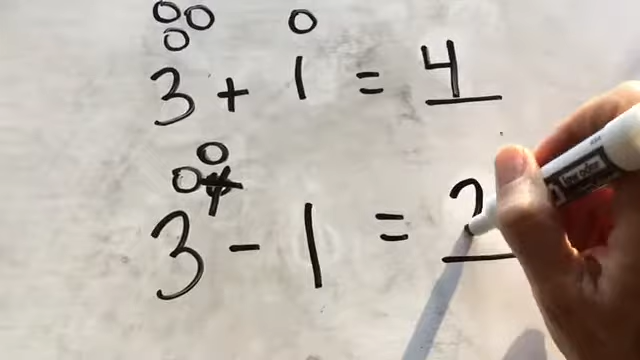 3 + 1 = 4
3 - 1 = 2